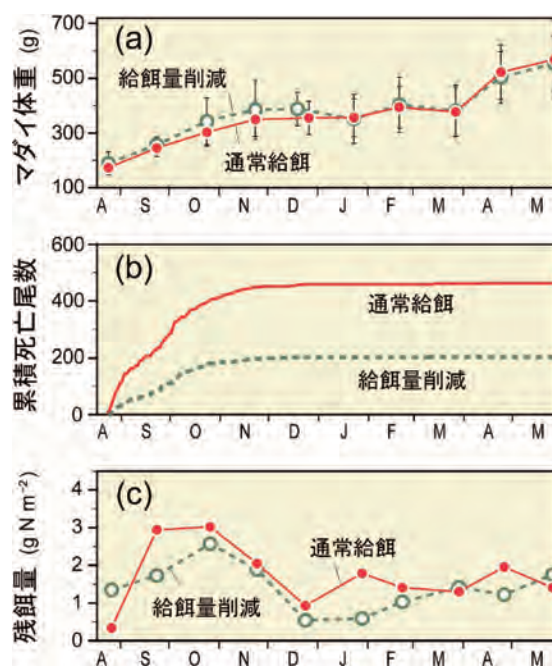 (a)
マダイ体重 (g)
700
500
300
100
給餌量削減
通常給餌
A S O N D J F M A M
(b)
累積死亡尾数
600
400
200
0
通常給餌
給餌量削減
A S O N D J F M A M
(c)
残餌量 (g N m⁻²)
4
3
2
1
0
通常給餌
給餌量削減
A S O N D J F M A M